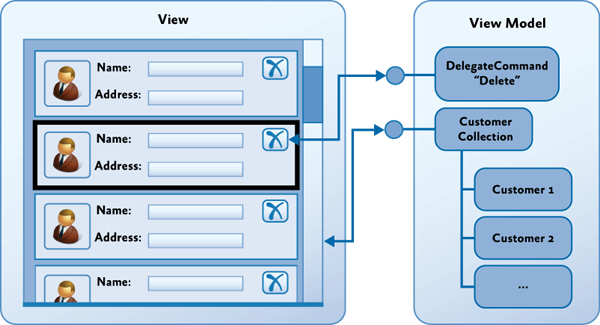 View
Name:
Address:
Name:
Address:
Name:
Address:
Name:
View Model
DelegateCommand
“Delete”
Customer
Collection
Customer 1
Customer 2
...